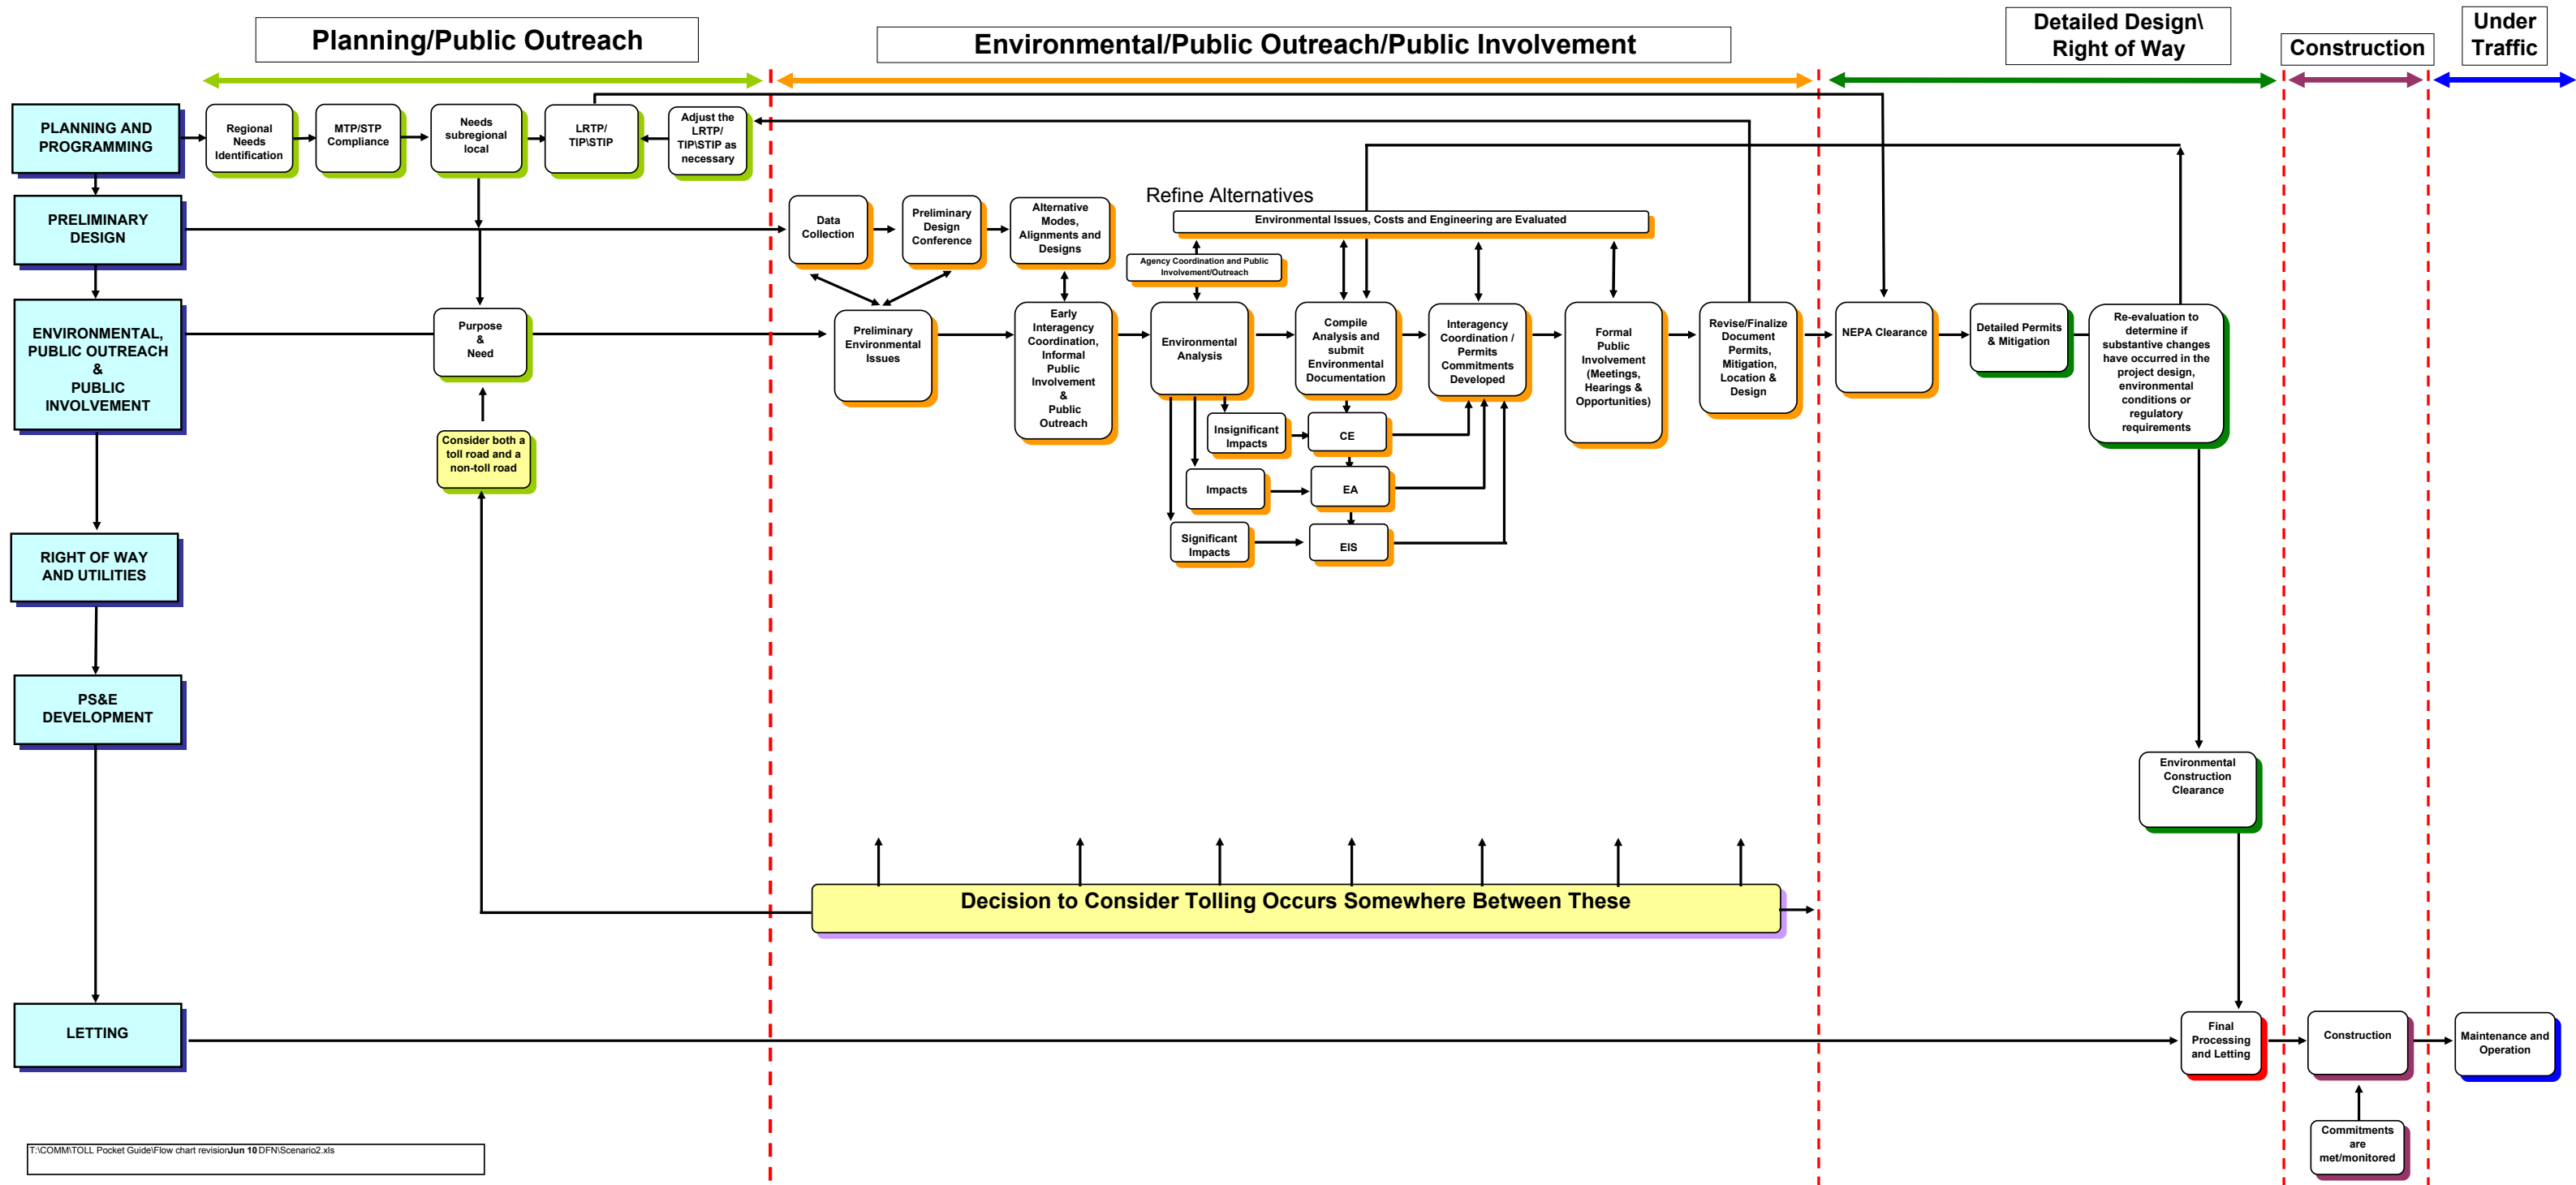 Planning/Public Outreach
Environmental/Public Outreach/Public Involvement
Detailed Design\
Right of Way
Construction
Under
Traffic
PLANNING AND
PROGRAMMING
Regional
Needs
Identification
MTP/STP
Compliance
Needs
subregional
local
LRTP/
TIP\STIP
Adjust the
LRTP/
TIP\STIP as
necessary
PRELIMINARY
DESIGN
Data
Collection
Preliminary
Design
Conference
Alternative
Modes,
Alignments and
Designs
Refine Alternatives
Environmental Issues, Costs and Engineering are Evaluated
Agency Coordination and Public
Involvement/Outreach
ENVIRONMENTAL,
PUBLIC OUTREACH
&
PUBLIC
INVOLVEMENT
Purpose
&
Need
Preliminary
Environmental
Issues
Early
Interagency
Coordination,
Informal
Public
Involvement
&
Public
Outreach
Environmental
Analysis
Compile
Analysis and
submit
Environmental
Documentation
Interagency
Coordination /
Permits
Commitments
Developed
Formal
Public
Involvement
(Meetings,
Hearings &
Opportunities)
Revise/Finalize
Document
Permits,
Mitigation,
Location &
Design
NEPA Clearance
Detailed Permits
& Mitigation
Re-evaluation to
determine if
substantive changes
have occurred in the
project design,
environmental
conditions or
regulatory
requirements
Consider both a
toll road and a
non-toll road
Insignificant
Impacts
CE
Impacts
EA
Significant
Impacts
EIS
RIGHT OF WAY
AND UTILITIES
PS&E
DEVELOPMENT
Environmental
Construction
Clearance
Decision to Consider Tolling Occurs Somewhere Between These
LETTING
Final
Processing
and Letting
Construction
Maintenance and
Operation
Commitments
are
met/monitored
T:\COMM\TOLL Pocket Guide\Flow chart revisionJun 10 DFN\Scenario2.xls